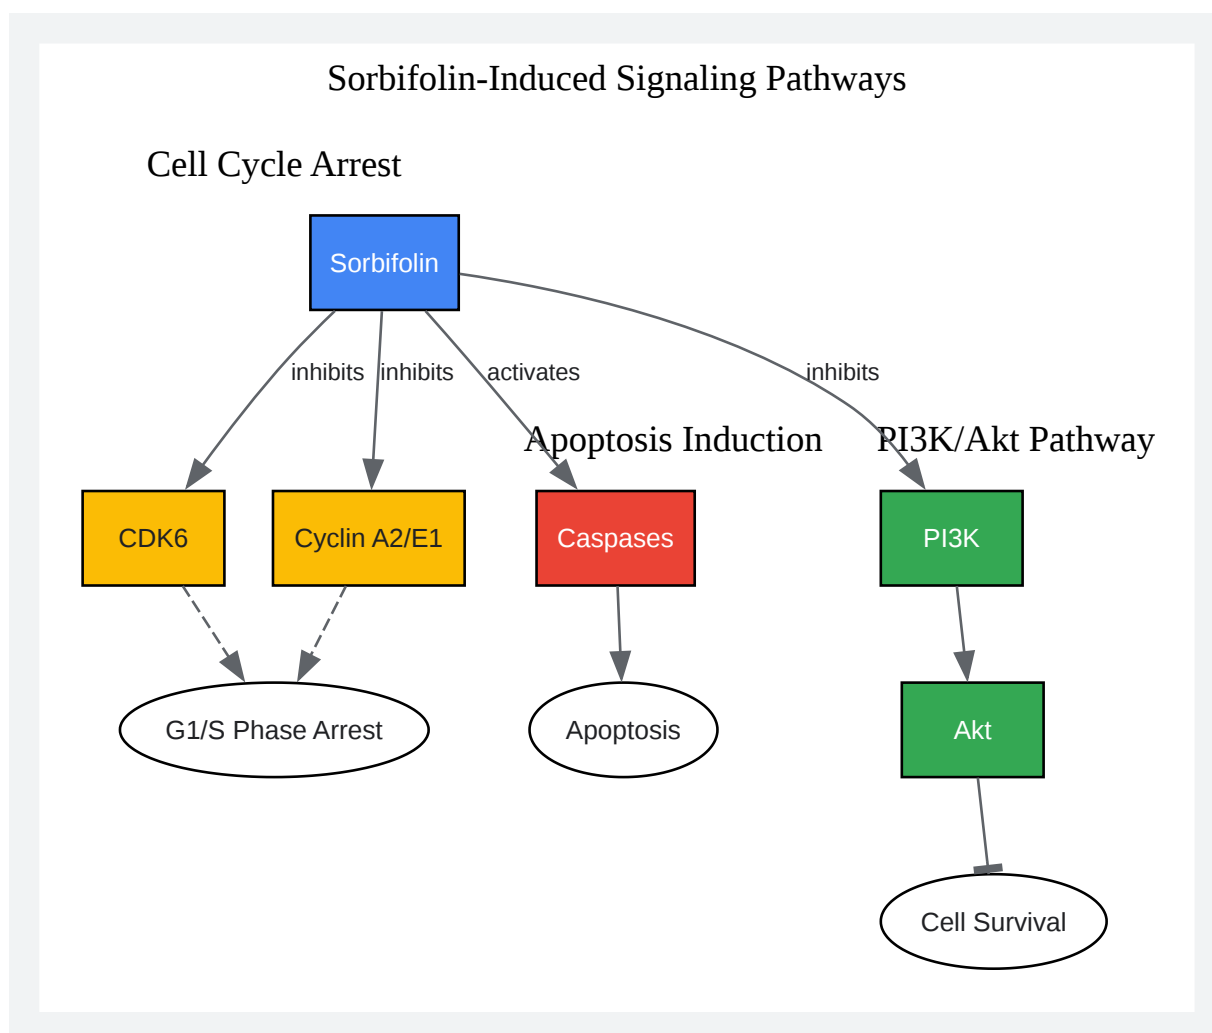 Sorbifolin-Induced Signaling Pathways
Cell Cycle Arrest
Sorbifolin
inhibits
inhibits
activates
inhibits
Apoptosis Induction
PI3K/Akt Pathway
CDK6
Cyclin A2/E1
Caspases
PI3K
G1/S Phase Arrest
Apoptosis
Akt
Cell Survival